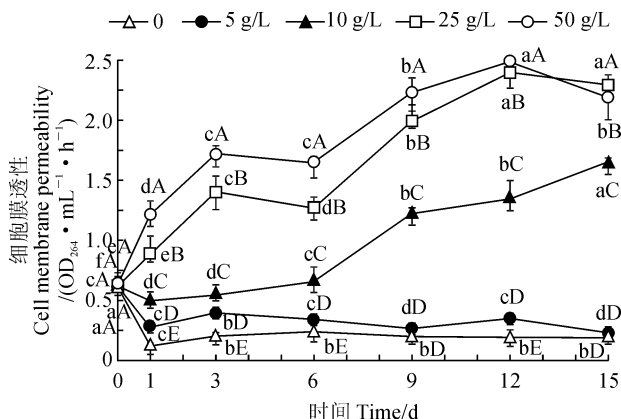 0 5 g/L 10 g/L 25 g/L 50 g/L
细胞膜透性
Cell membrane permeability
/(OD₂₆₄·mL⁻¹·h⁻¹)
2.5
2.0
1.5
1.0
0.5
0
aA
bA
aA
cA
cA
aB
bB
bB
dA
cB
dB
bC
bC
aC
eA
fA
eB
cC
cA
dC
dC
aA
cD
bD
cD
dD
cD
dD
aA
cE
bE
bE
bD
bE
bD
0 1 3 6 9 12 15
时间 Time/d